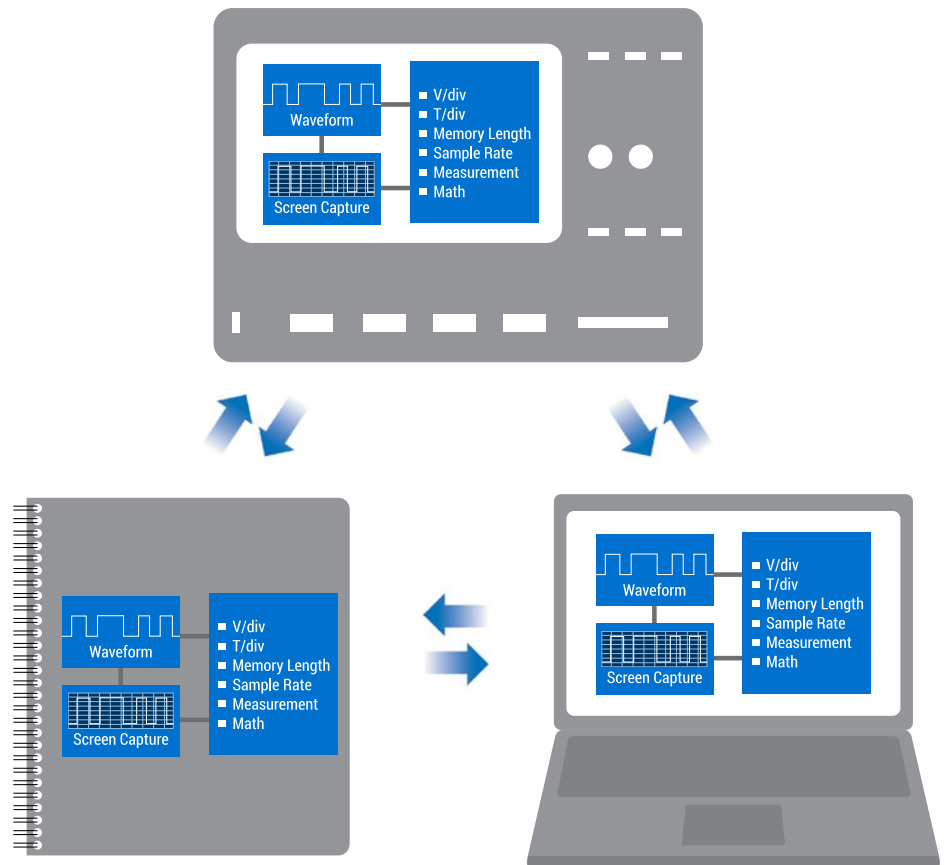 Waveform
Screen Capture
V/div
T/div
Memory Length
Sample Rate
Measurement
Math
Waveform
Screen Capture
V/div
T/div
Memory Length
Sample Rate
Measurement
Math
Waveform
Screen Capture
V/div
T/div
Memory Length
Sample Rate
Measurement
Math